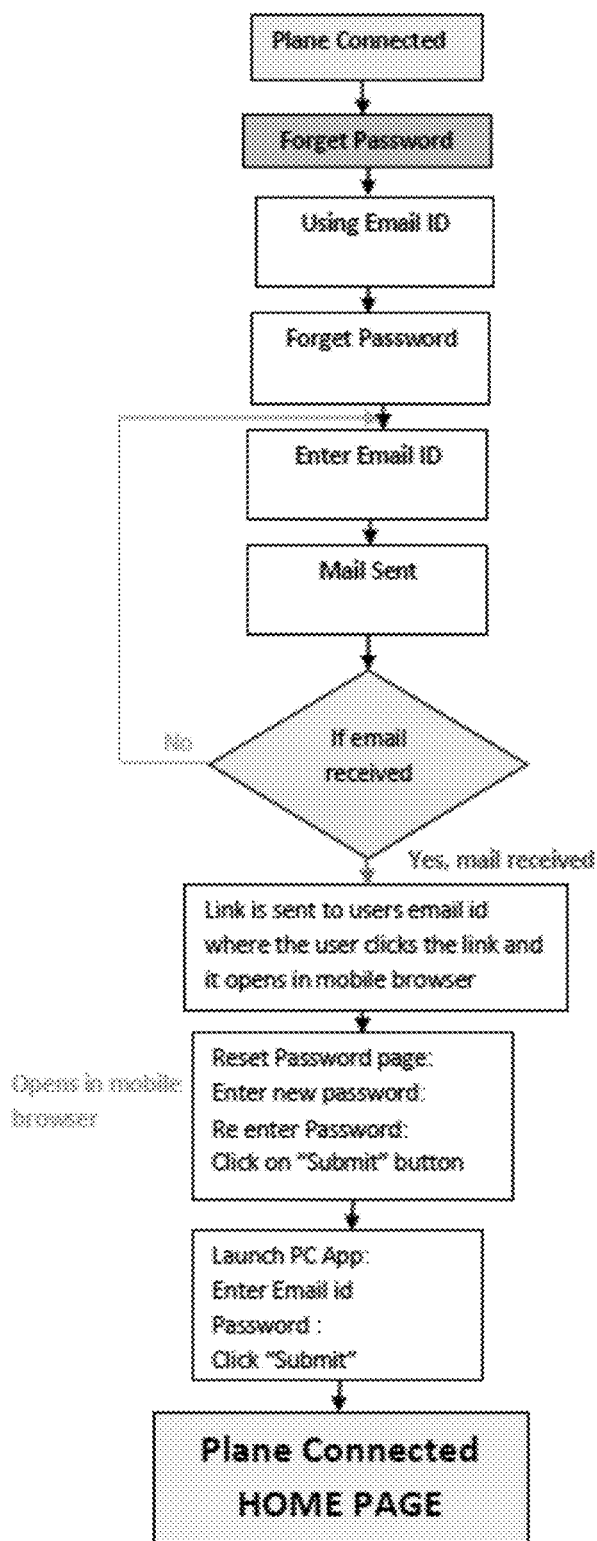 Plane Connected
Forget Password
Using Email ID
Forget Password
Enter Email ID
Mail Sent
If email
received
No
Yes, mail received
Link is sent to users email id
where the user clicks the link and
it opens in mobile browser
Opens in mobile
browser
Reset Password page:
Enter new password:
Re enter Password:
Click on "Submit" button
Launch PC App:
Enter Email id
Password :
Click "Submit"
Plane Connected
HOME PAGE